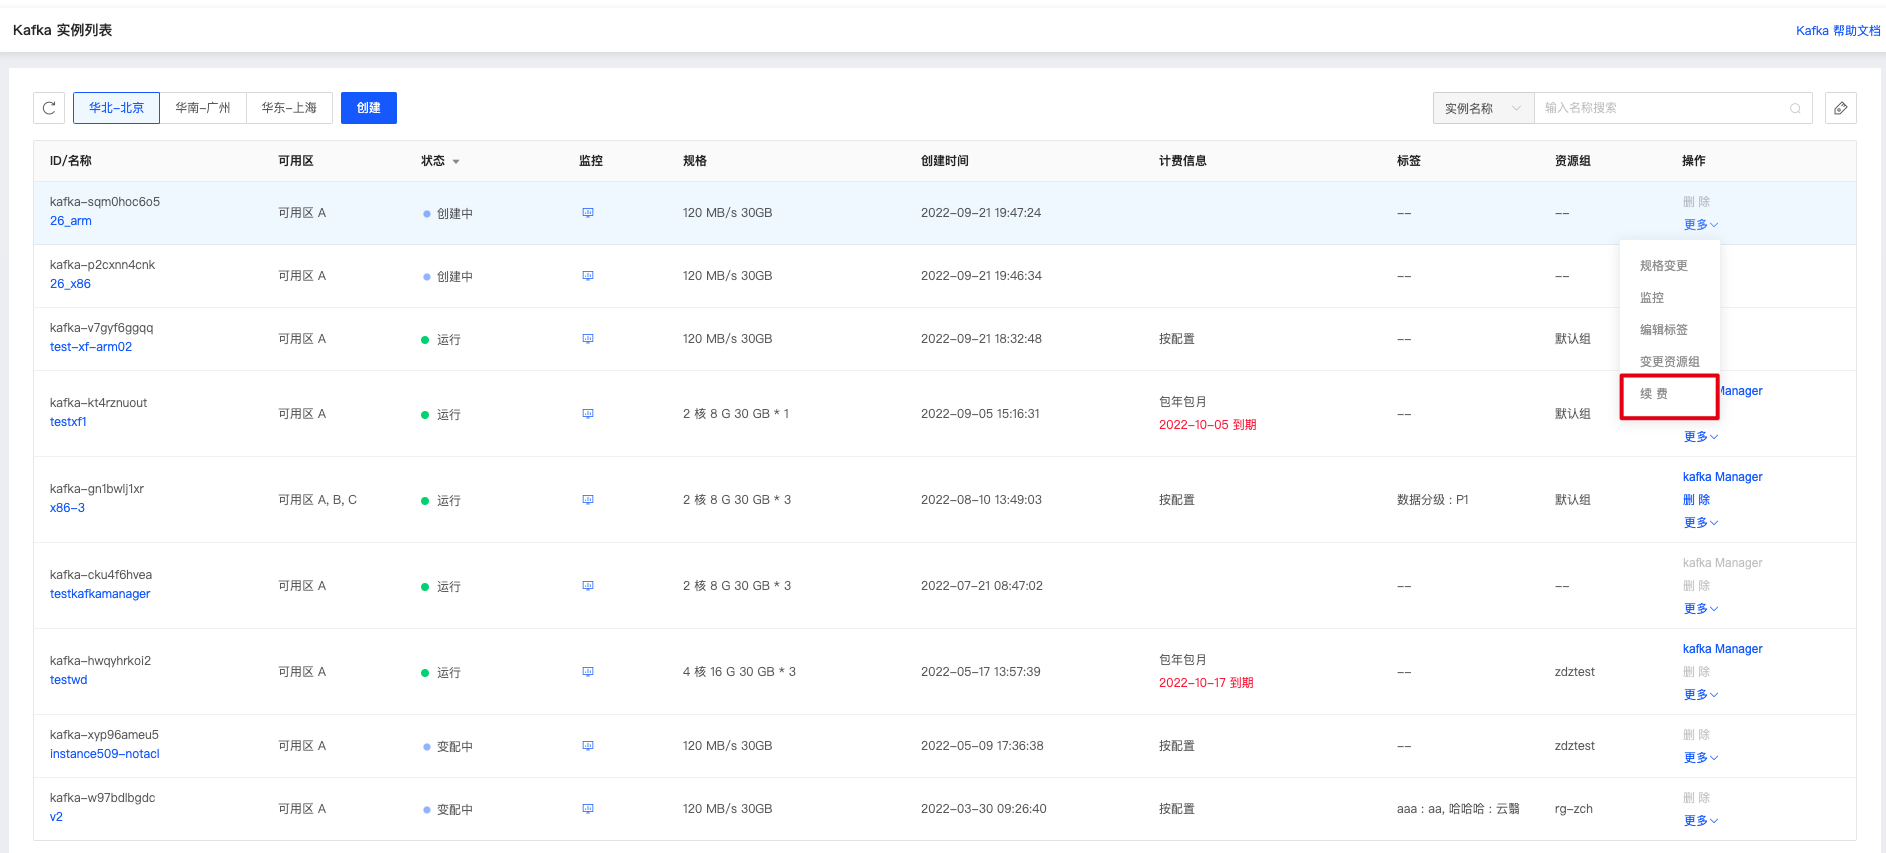 Kafka 实例列表
Kafka 帮助文档
华北-北京
华南-广州
华东-上海
创建
实例名称
输入名称搜索
ID/名称 可用区 状态 监控 规格 创建时间 计费信息 标签 资源组 操作
kafka-sqm0hoc6o5
26_arm
可用区 A
创建中
120 MB/s 30GB
2022-09-21 19:47:24
--
--
删 除
更多
kafka-p2cxnn4cnk
26_x86
可用区 A
创建中
120 MB/s 30GB
2022-09-21 19:46:34
--
--
规格变更
监控
编辑标签
变更资源组
续 费
kafka-v7gyf6ggqq
test-xf-arm02
可用区 A
运行
120 MB/s 30GB
2022-09-21 18:32:48
按配置
--
默认组
kafka-kt4rznuout
testxf1
可用区 A
运行
2 核 8 G 30 GB * 1
2022-09-05 15:16:31
包年包月
2022-10-05 到期
--
默认组
Manager
更多
kafka-gn1bwlj1xr
x86-3
可用区 A, B, C
运行
2 核 8 G 30 GB * 3
2022-08-10 13:49:03
按配置
数据分级 : P1
默认组
kafka Manager
删 除
更多
kafka-cku4f6hvea
testkafkamanager
可用区 A
运行
2 核 8 G 30 GB * 3
2022-07-21 08:47:02
--
--
kafka Manager
删 除
更多
kafka-hwqyhrkoi2
testwd
可用区 A
运行
4 核 16 G 30 GB * 3
2022-05-17 13:57:39
包年包月
2022-10-17 到期
--
zdztest
kafka Manager
删 除
更多
kafka-xyp96ameu5
instance509-notacl
可用区 A
变配中
120 MB/s 30GB
2022-05-09 17:36:38
按配置
--
zdztest
删 除
更多
kafka-w97bdlbgdc
v2
可用区 A
变配中
120 MB/s 30GB
2022-03-30 09:26:40
按配置
aaa : aa, 哈哈哈 : 云翳
rg-zch
删 除
更多